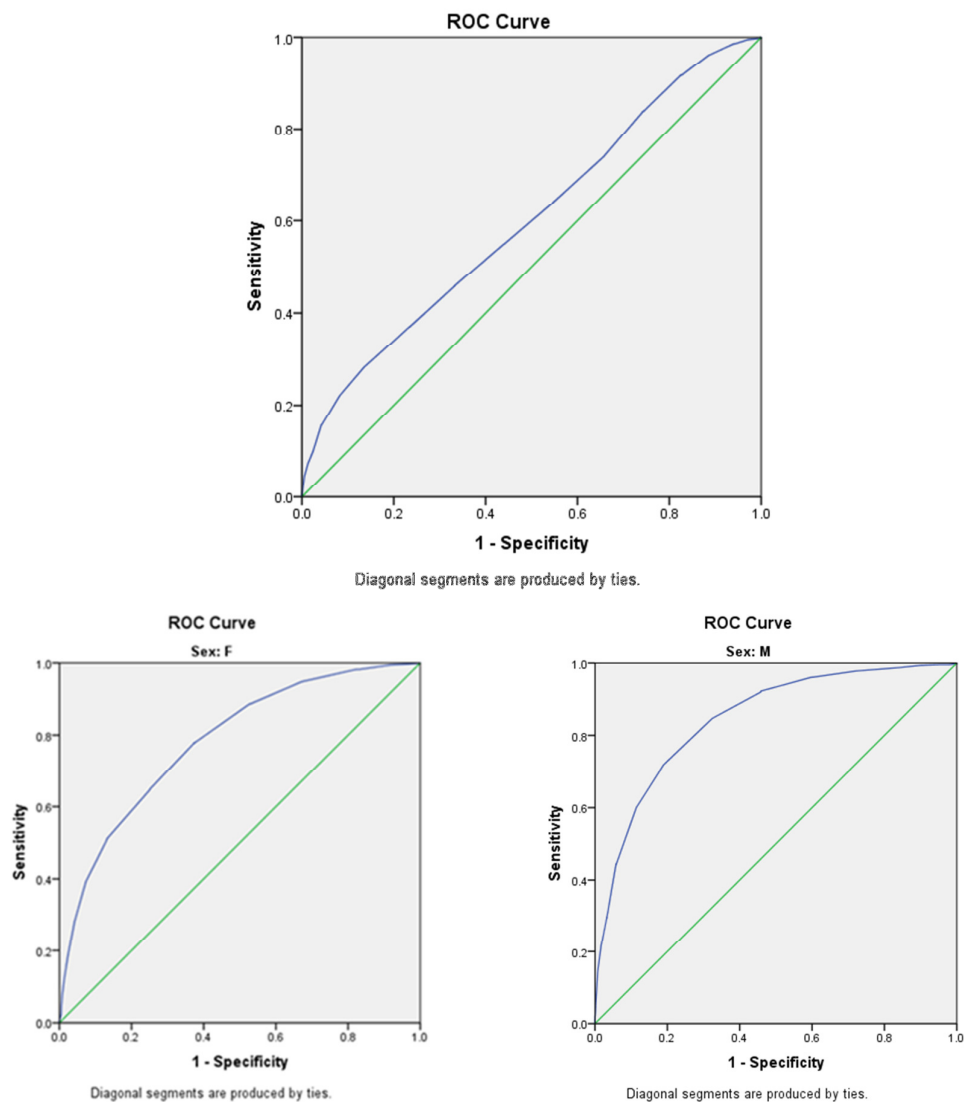 ROC Curve
1.0
0.8
0.6
0.4
0.2
0.0
Sensitivity
0.0 0.2 0.4 0.6 0.8 1.0
1 - Specificity
Diagonal segments are produced by ties.
ROC Curve
Sex: F
1.0
0.8
0.6
0.4
0.2
0.0
Sensitivity
0.0 0.2 0.4 0.6 0.8 1.0
1 - Specificity
Diagonal segments are produced by ties.
ROC Curve
Sex: M
1.0
0.8
0.6
0.4
0.2
0.0
Sensitivity
0.0 0.2 0.4 0.6 0.8 1.0
1 - Specificity
Diagonal segments are produced by ties.